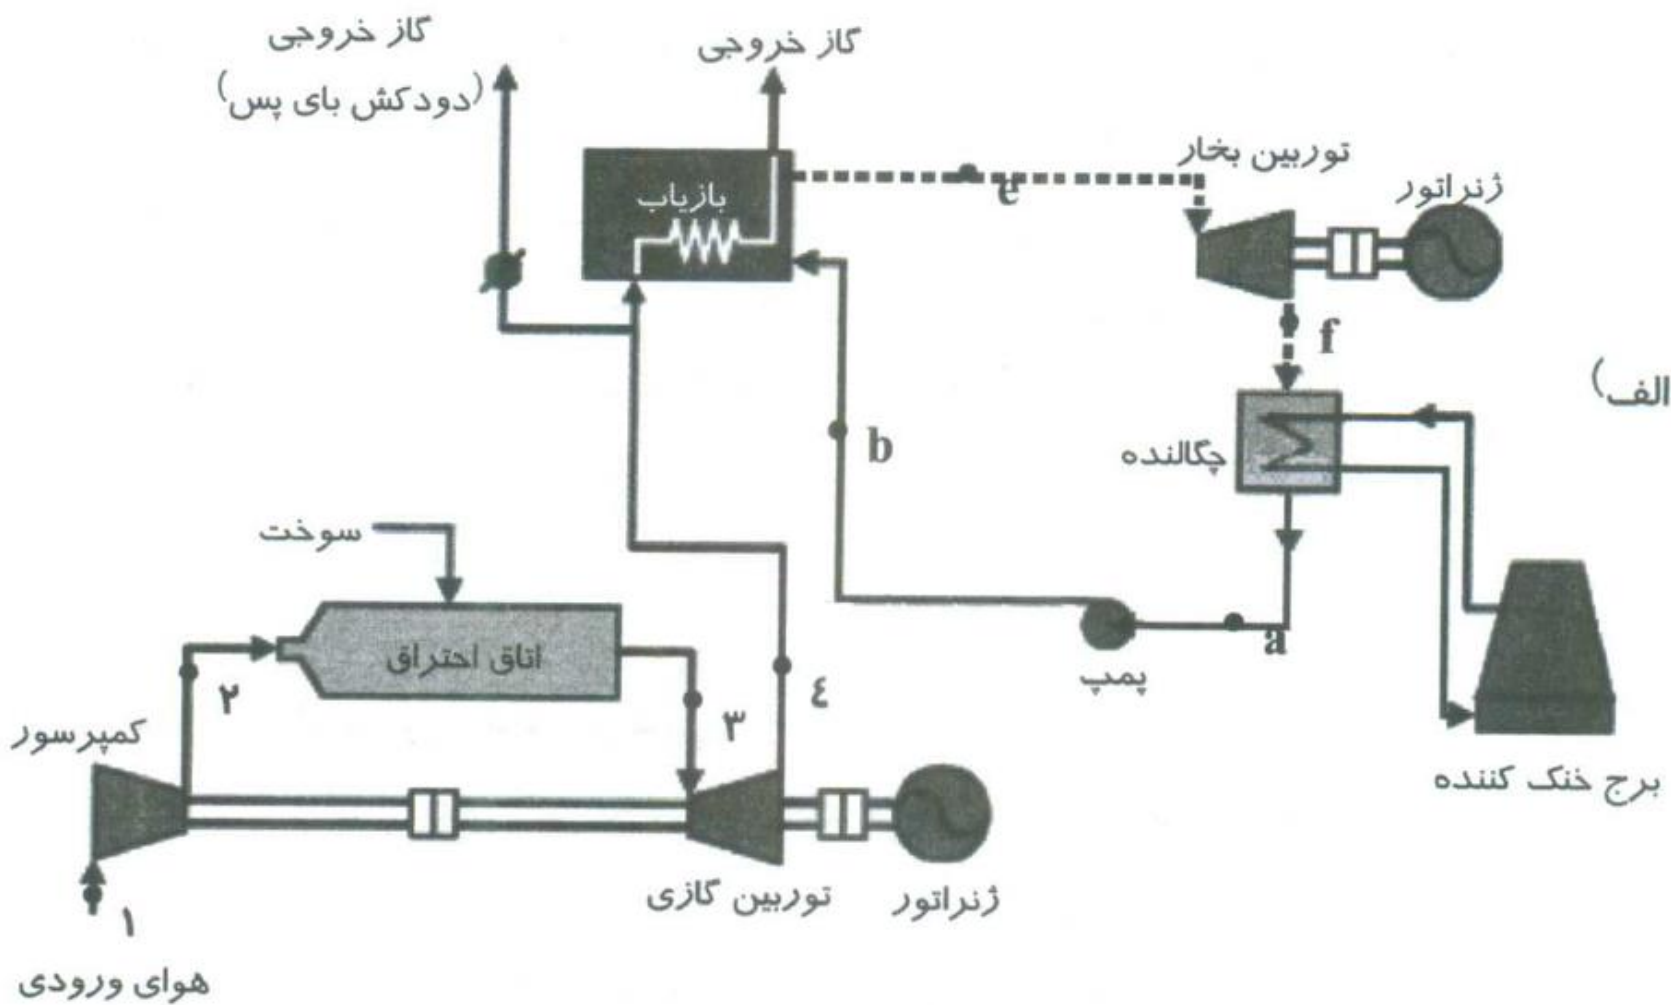 گاز خروجی
(دودکش بای پس)
گاز خروجی
بازیاب
e
توربین بخار
ژنراتور
f
الف)
چگالنده
b
a
پمپ
برج خنک کننده
سوخت
اتاق احتراق
۲
۳
٤
کمپرسور
۱
هوای ورودی
توربین گازی
ژنراتور